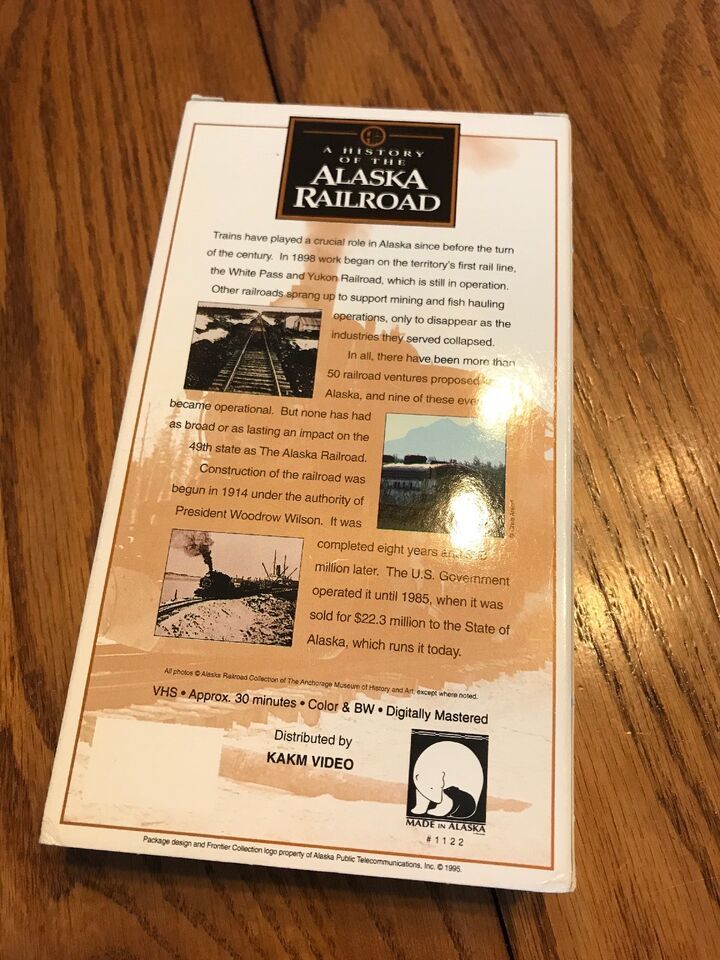 A HISTORY
OF THE
ALASKA
RAILROAD
Trains have played a crucial role in Alaska since before the turn
of the century. In 1898 work began on the territory's first rail line,
the White Pass and Yukon Railroad, which is still in operation.
Other railroads sprang up to support mining and fish hauling
operations, only to disappear as the
industries they served collapsed.
In all, there have been more than
50 railroad ventures proposed
Alaska, and nine of these
became operational. But none has had
as broad or as lasting an impact on the
49th state as The Alaska Railroad.
Construction of the railroad was
begun in 1914 under the authority of
President Woodrow Wilson. It was
completed eight years and
million later. The U.S. Government
operated it until 1985, when it was
sold for $22.3 million to the State of
Alaska, which runs it today.
All photos © Alaska Railroad Collection of The Anchorage Museum of History and Art, except where noted.
VHS • Approx. 30 minutes • Color & BW • Digitally Mastered
Distributed by
KAKM VIDEO
MADE IN ALASKA
#1122
Package design and Frontier Collection logo property of Alaska Public Telecommunications, Inc. © 1995.